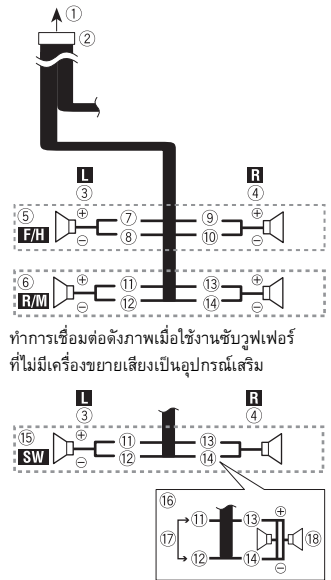 ①
②
L R
③ ④
⑤ ⊕ ⑦ ⑨ ⊕
F/H ⊖ ⑧ ⑩ ⊖
⑥ ⊕ ⑪ ⑬ ⊕
R/M ⊖ ⑫ ⑭ ⊖
ทำการเชื่อมต่อดังภาพเมื่อใช้งานซับวูฟเฟอร์
ที่ไม่มีเครื่องขยายเสียงเป็นอุปกรณ์เสริม
L R
③ ④
⑮ ⊕ ⑪ ⑬ ⊕
SW ⊖ ⑫ ⑭ ⊖
⑯
⑪ ⑬ ⊕
⑰ ⑱
⑫ ⑭ ⊖